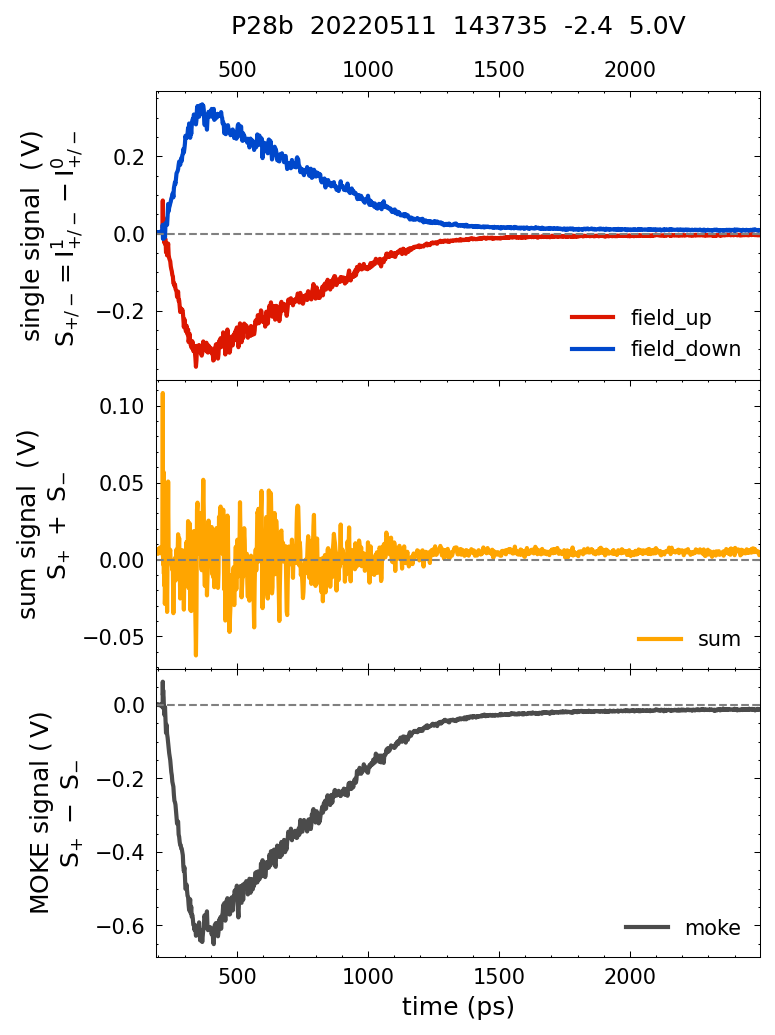 P28b 20220511 143735 -2.4 5.0V
500 1000 1500 2000
single signal ( V)
S₊/₋ = I¹₊/₋ − I⁰₊/₋
0.2
0.0
−0.2
field_up
field_down
sum signal ( V)
S₊ + S₋
0.10
0.05
0.00
−0.05
sum
MOKE signal ( V)
S₊ − S₋
0.0
−0.2
−0.4
−0.6
moke
500 1000 1500 2000
time (ps)